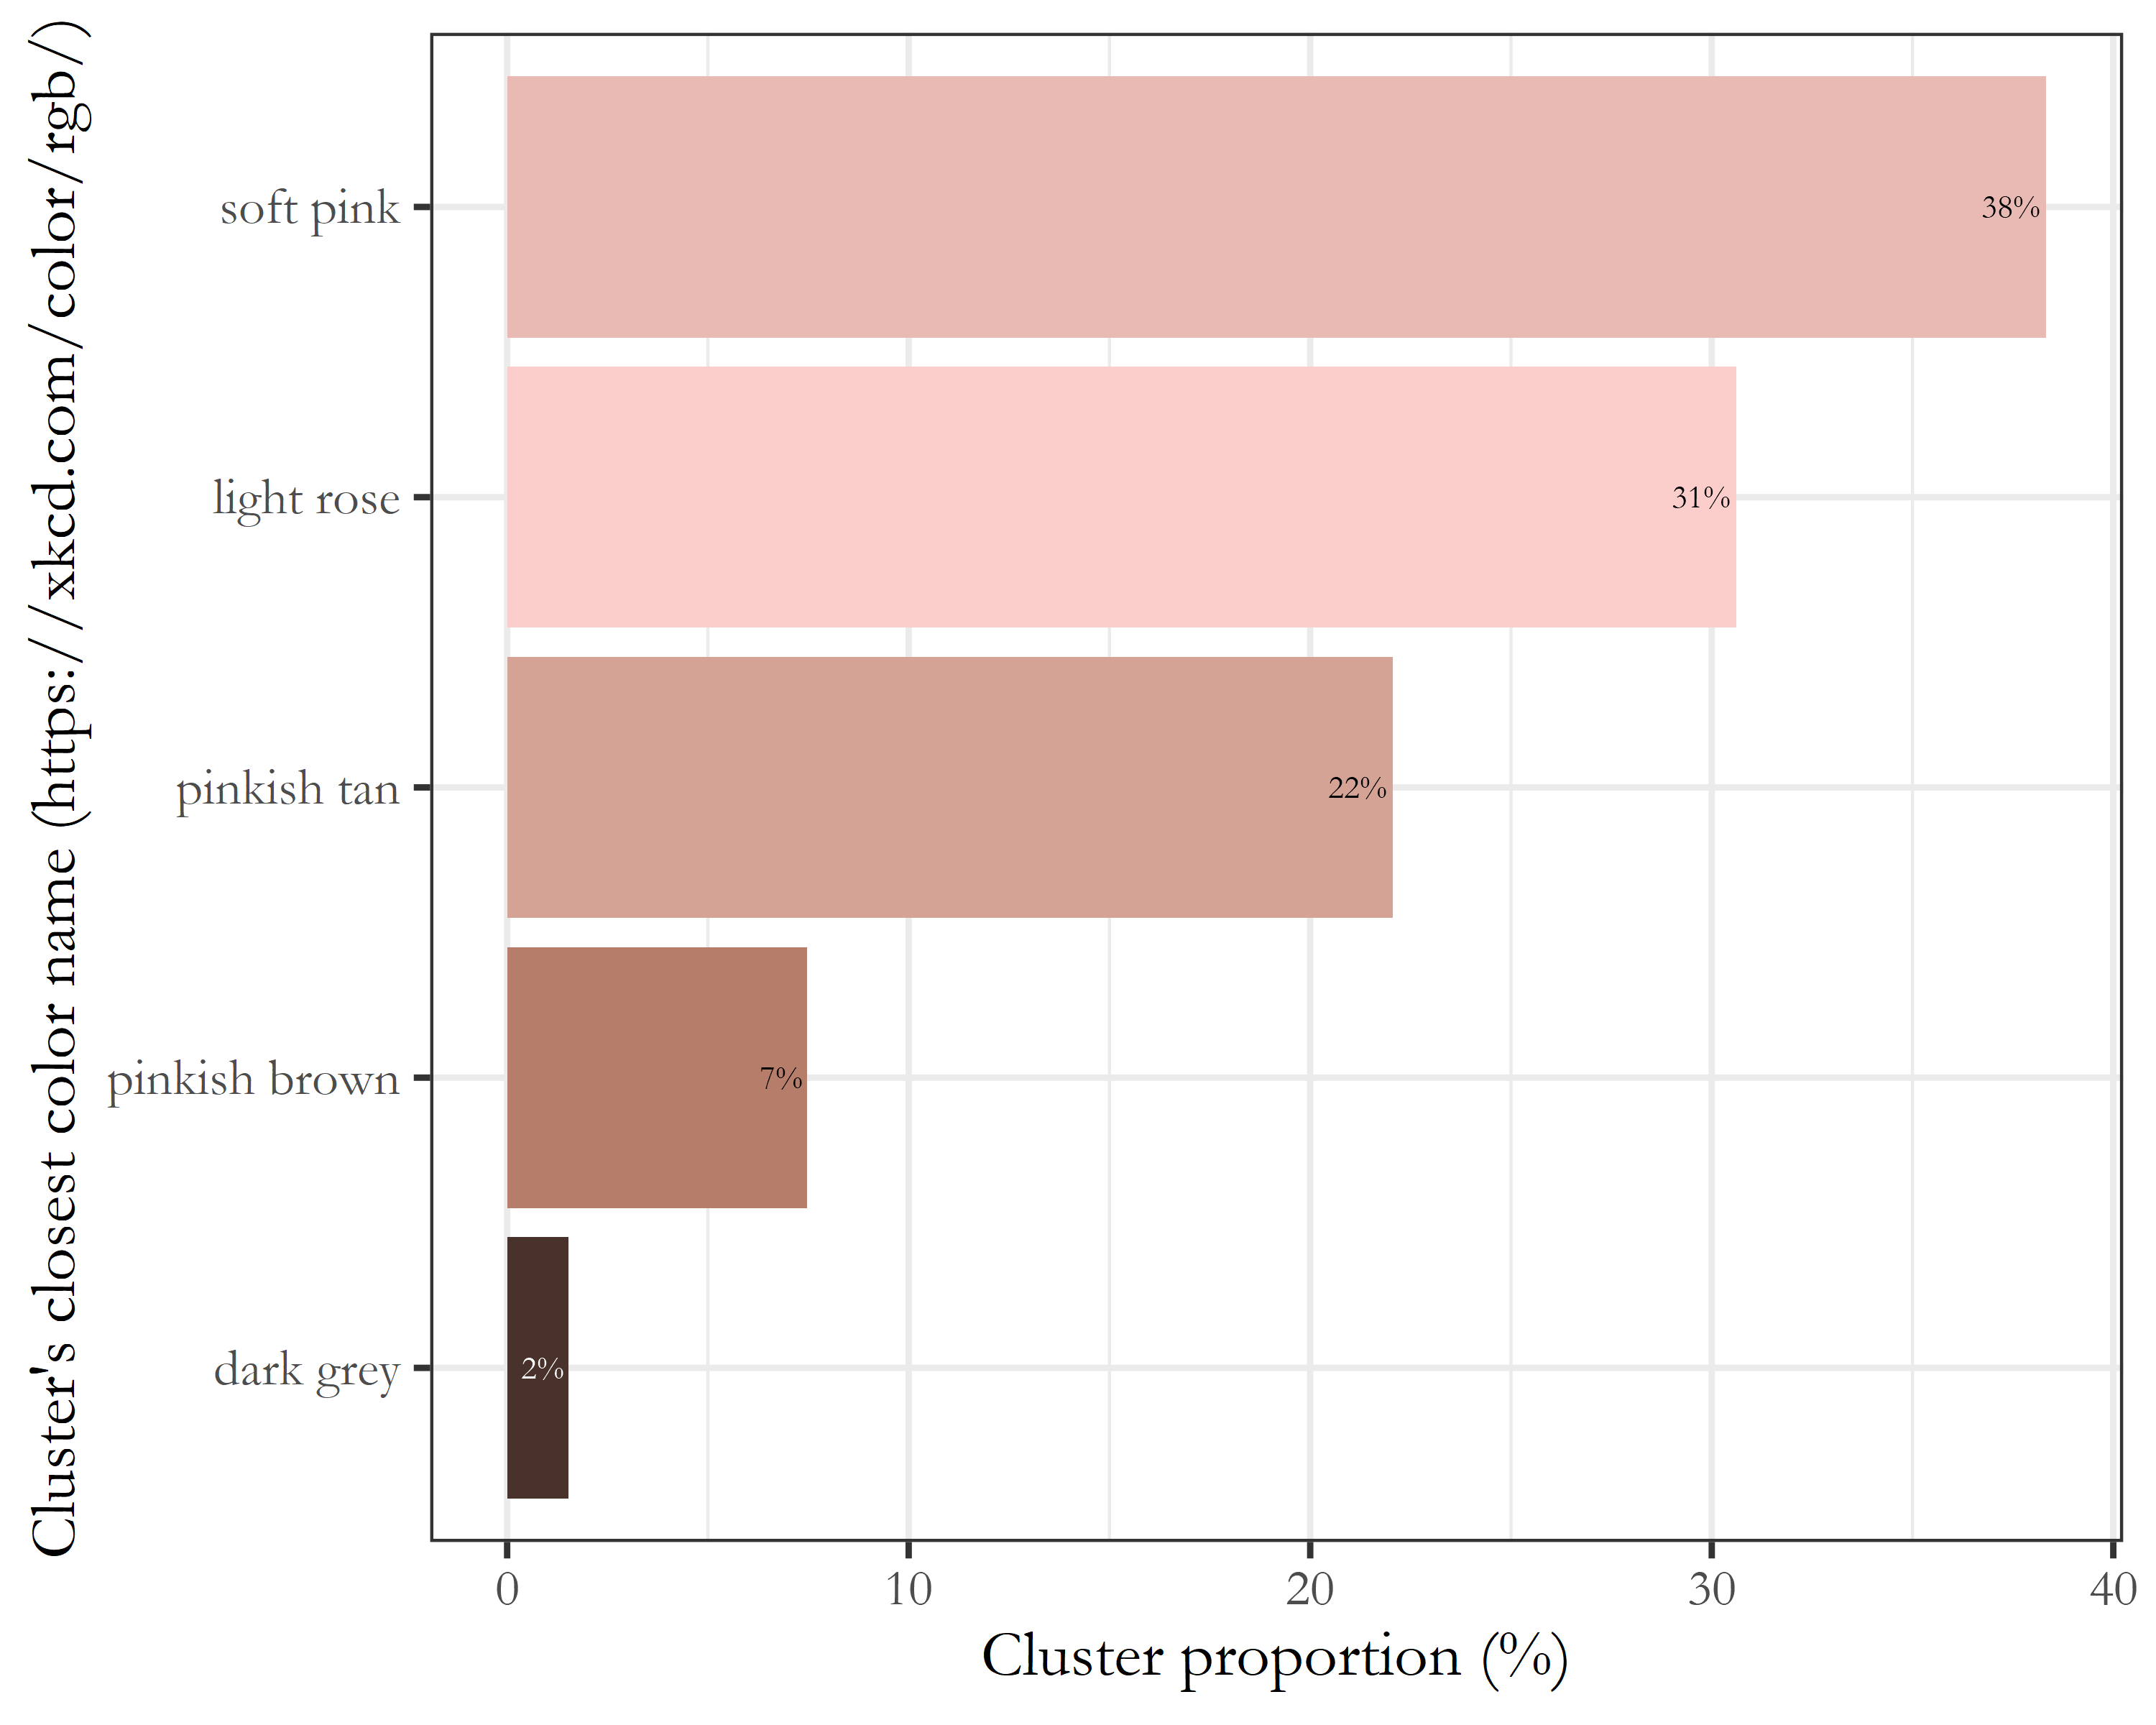 Cluster's closest color name (https://xkcd.com/color/rgb/)
soft pink
38%
light rose
31%
pinkish tan
22%
pinkish brown
7%
dark grey
2%
0 10 20 30 40
Cluster proportion (%)